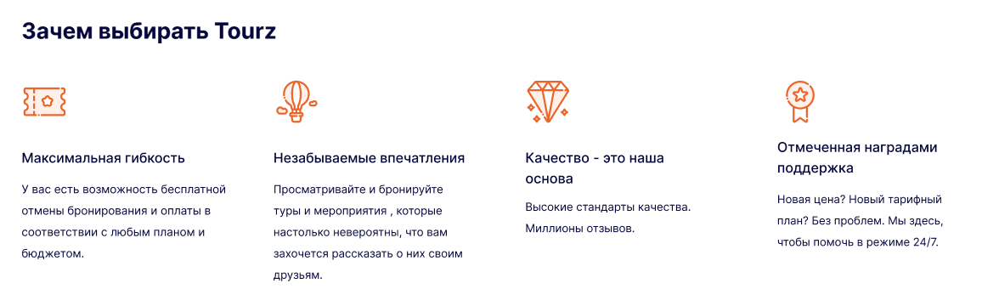 Зачем выбирать Tourz
Максимальная гибкость
У вас есть возможность бесплатной
отмены бронирования и оплаты в
соответствии с любым планом и
бюджетом.
Незабываемые впечатления
Просматривайте и бронируйте
туры и мероприятия , которые
настолько невероятны, что вам
захочется рассказать о них своим
друзьям.
Качество - это наша
основа
Высокие стандарты качества.
Миллионы отзывов.
Отмеченная наградами
поддержка
Новая цена? Новый тарифный
план? Без проблем. Мы здесь,
чтобы помочь в режиме 24/7.